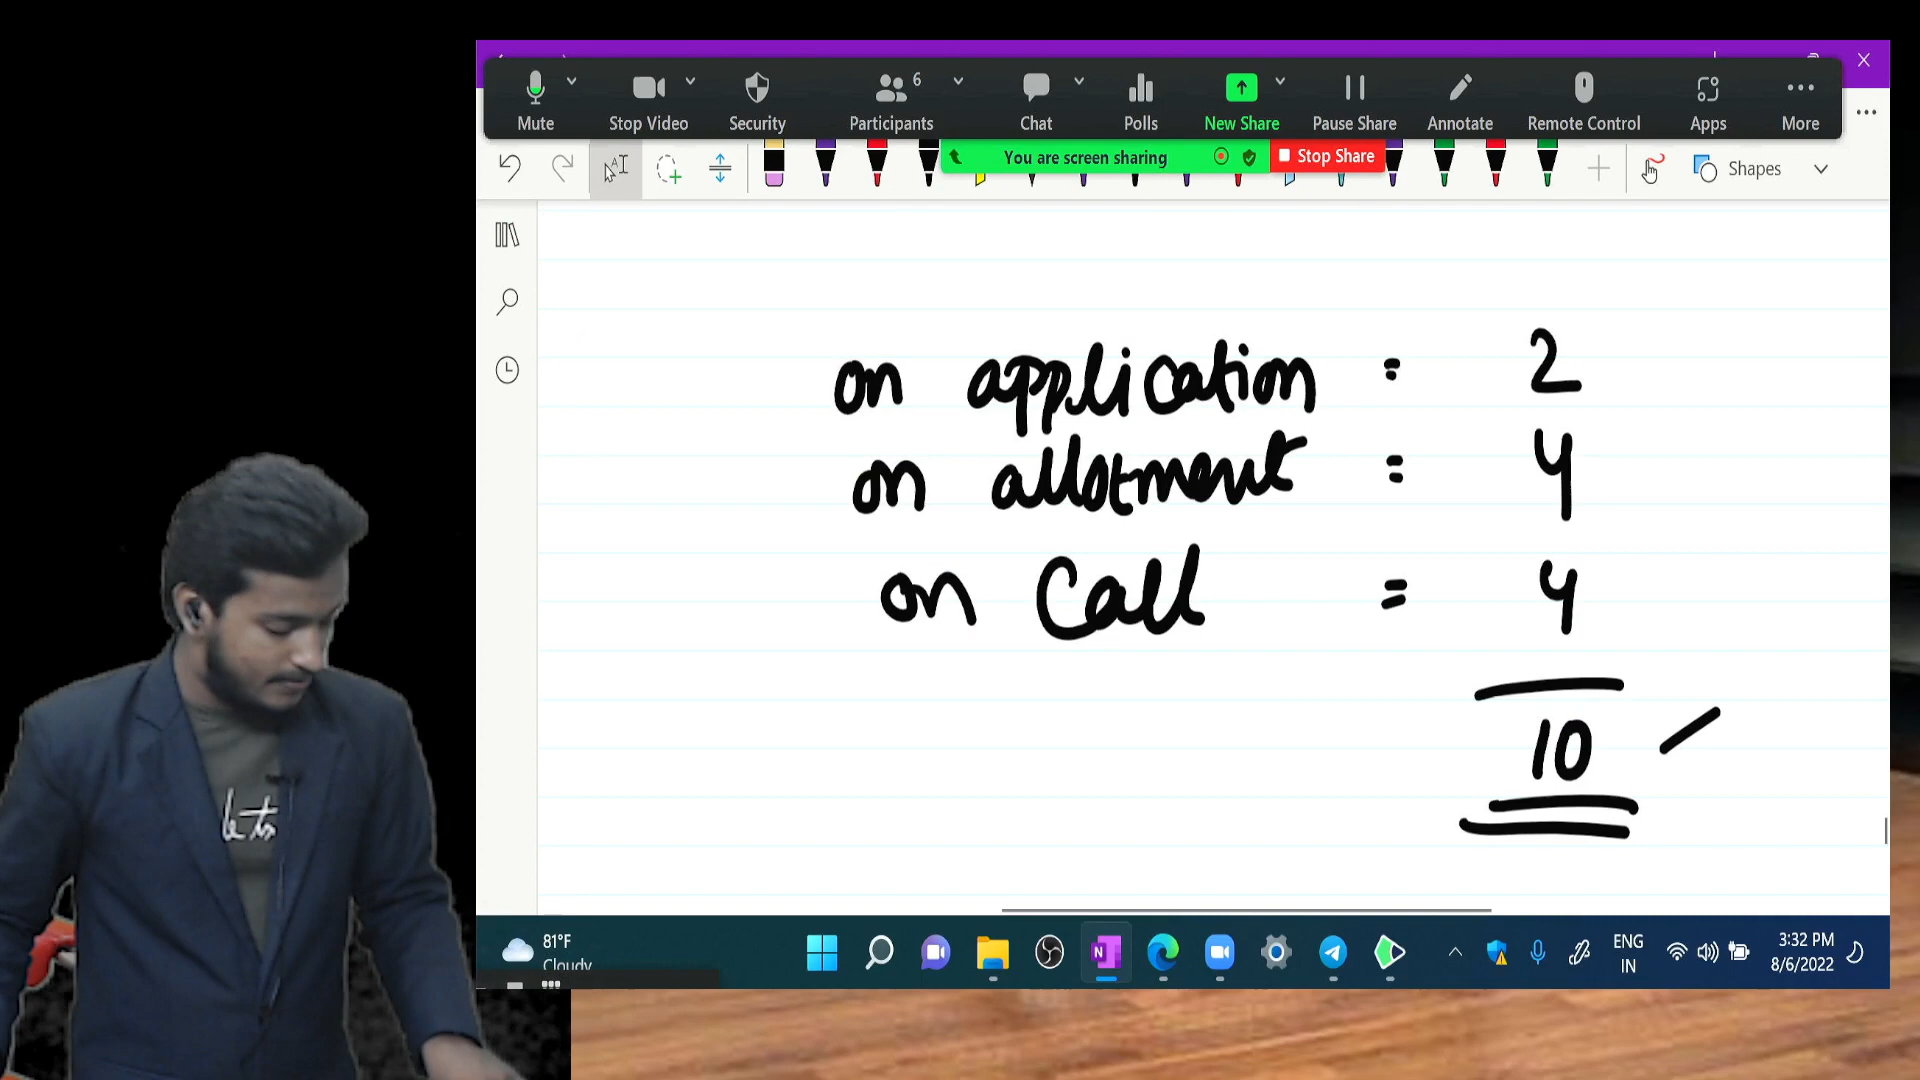 6
Mute
Stop Video
Security
Participants
Chat
Polls
New Share
Pause Share
Annotate
Remote Control
Apps
More
You are screen sharing
Stop Share
Shapes
on application = 2
on allotment = 4
on Call = 4
10
let's
81°F
Cloudy
ENG
IN
3:32 PM
8/6/2022